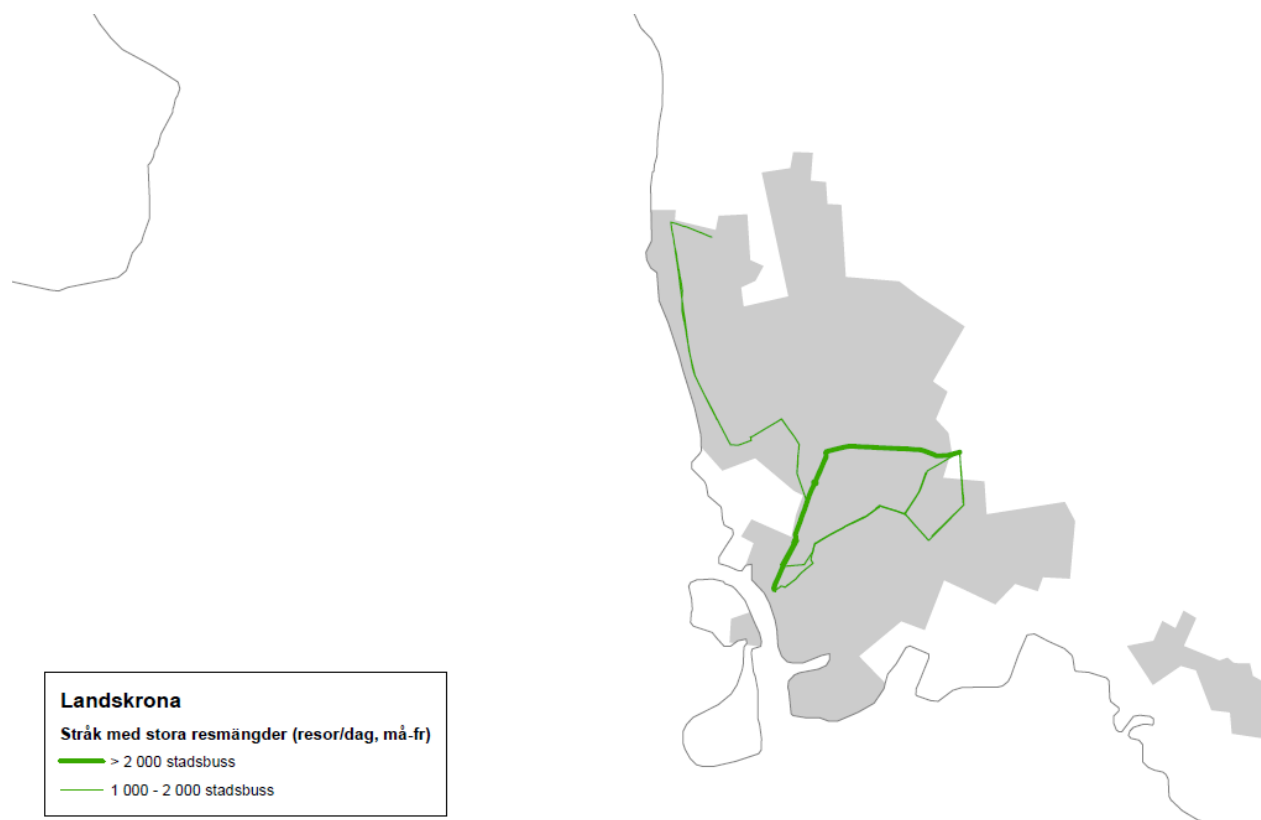 Landskrona
Stråk med stora resmängder (resor/dag, må-fr)
> 2 000 stadsbuss
1 000 - 2 000 stadsbuss